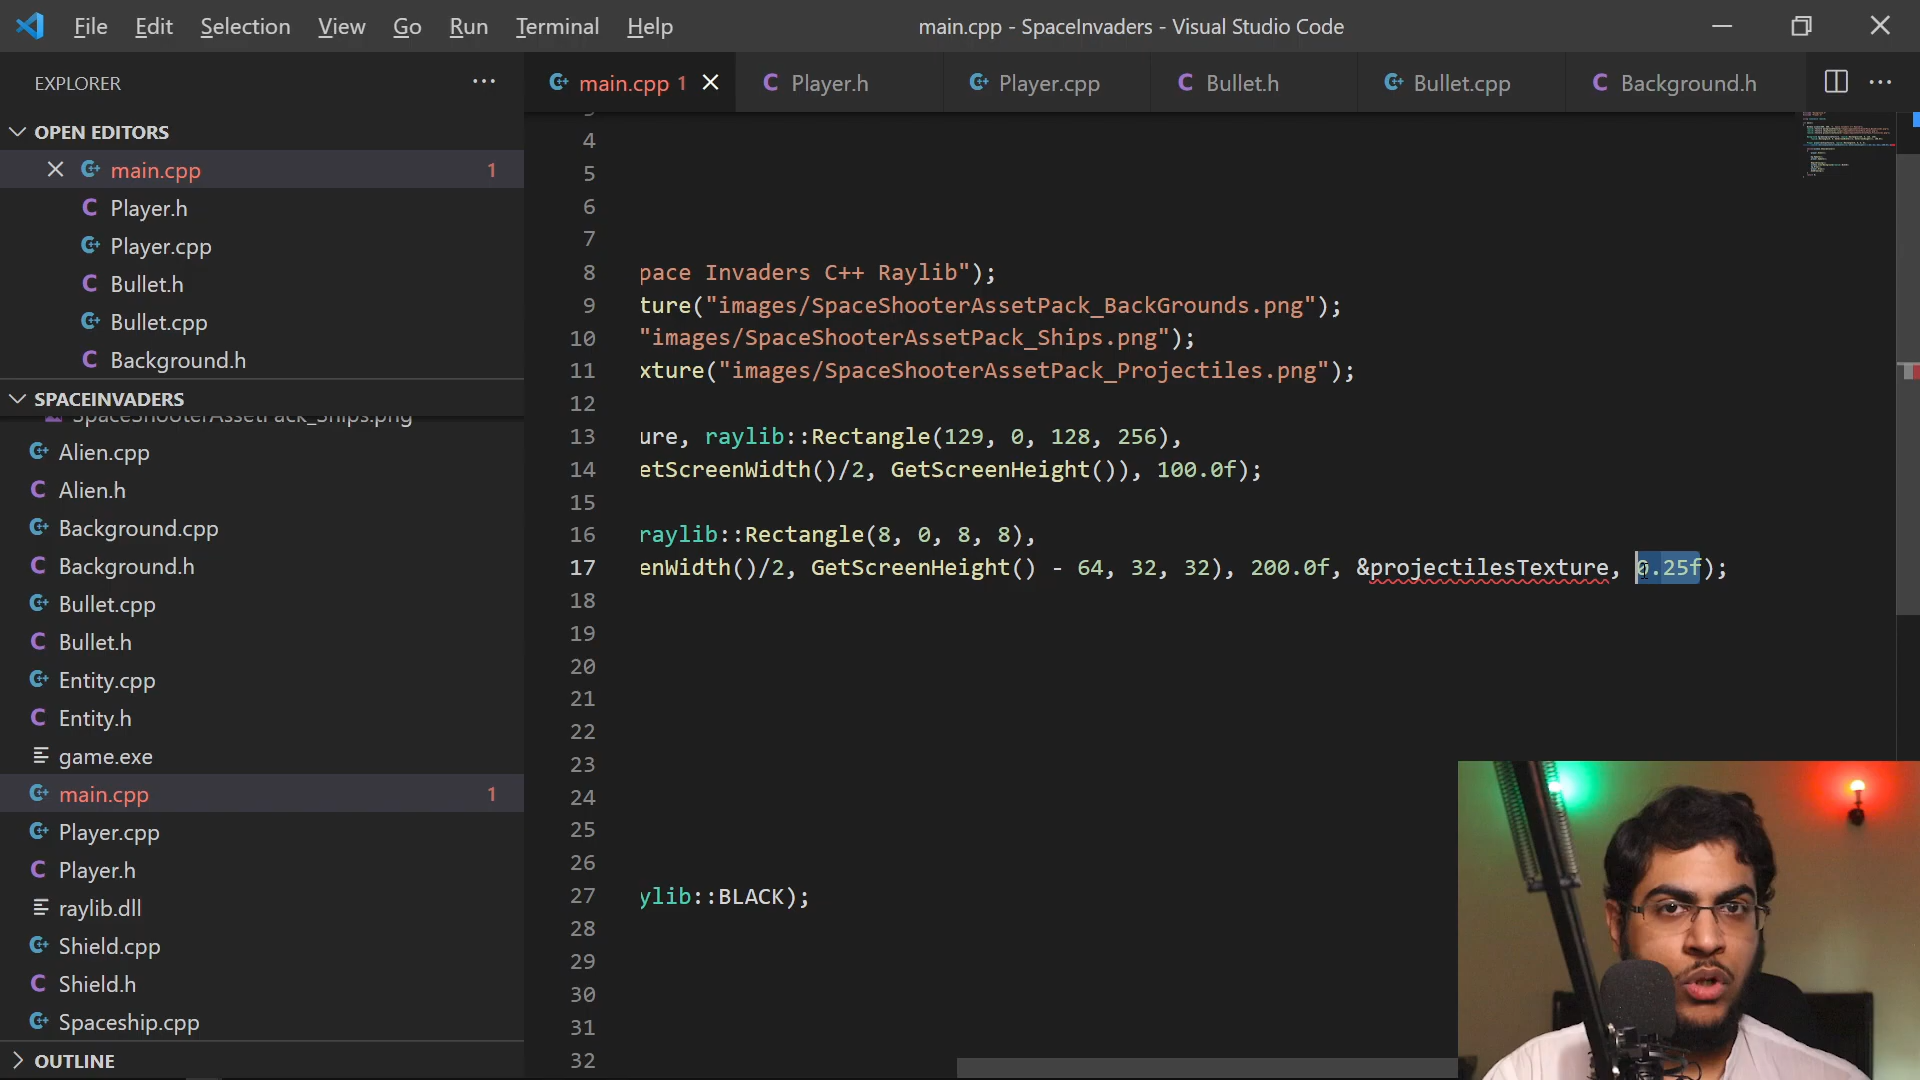 File Edit Selection View Go Run Terminal Help
main.cpp - SpaceInvaders - Visual Studio Code
EXPLORER
main.cpp 1
Player.h
Player.cpp
Bullet.h
Bullet.cpp
Background.h
OPEN EDITORS
main.cpp 1
Player.h
Player.cpp
Bullet.h
Bullet.cpp
Background.h
SPACEINVADERS
SpaceShooterAssetPack_Ships.png
Alien.cpp
Alien.h
Background.cpp
Background.h
Bullet.cpp
Bullet.h
Entity.cpp
Entity.h
game.exe
main.cpp 1
Player.cpp
Player.h
raylib.dll
Shield.cpp
Shield.h
Spaceship.cpp
OUTLINE
4
5
6
7
8 pace Invaders C++ Raylib");
9 ture("images/SpaceShooterAssetPack_BackGrounds.png");
10 "images/SpaceShooterAssetPack_Ships.png");
11 xture("images/SpaceShooterAssetPack_Projectiles.png");
12
13 ure, raylib::Rectangle(129, 0, 128, 256),
14 etScreenWidth()/2, GetScreenHeight()), 100.0f);
15
16 raylib::Rectangle(8, 0, 8, 8),
17 enWidth()/2, GetScreenHeight() - 64, 32, 32), 200.0f, &projectilesTexture, 0.25f);
18
19
20
21
22
23
24
25
26
27 ylib::BLACK);
28
29
30
31
32